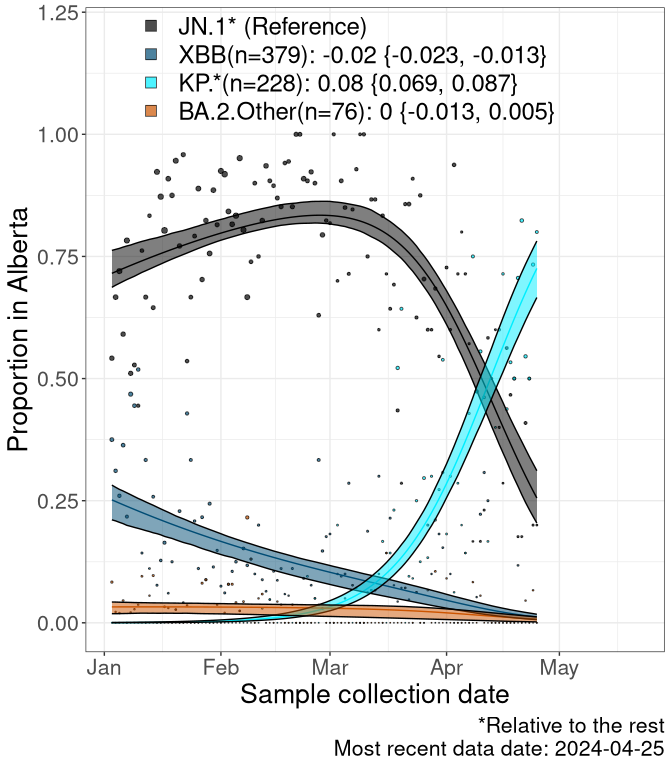 JN.1* (Reference)
XBB(n=379): -0.02 {-0.023, -0.013}
KP.*(n=228): 0.08 {0.069, 0.087}
BA.2.Other(n=76): 0 {-0.013, 0.005}
1.25
1.00
0.75
0.50
0.25
0.00
Proportion in Alberta
Jan Feb Mar Apr May
Sample collection date
*Relative to the rest
Most recent data date: 2024-04-25